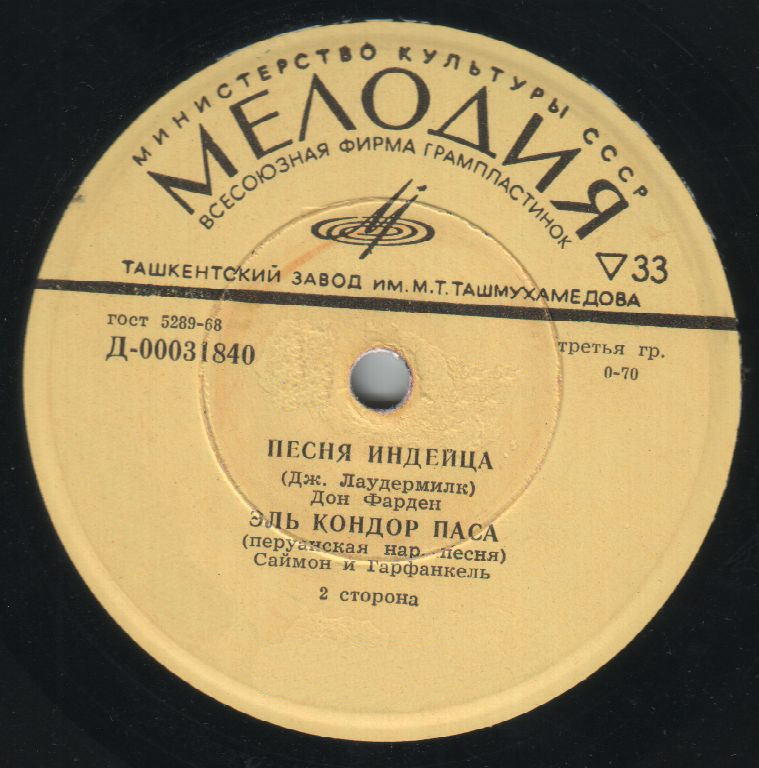 МИНИСТЕРСТВО КУЛЬТУРЫ СССР
МЕЛОДИЯ
ВСЕСОЮЗНАЯ ФИРМА ГРАМПЛАСТИНОК
▽33
ТАШКЕНТСКИЙ ЗАВОД ИМ. М.Т. ТАШМУХАМЕДОВА
гост 5289-68
Д-00031840
третья гр.
0-70
ПЕСНЯ ИНДЕЙЦА
(Дж. Лаудермилк)
Дон Фарден
ЭЛЬ КОНДОР ПАСА
(перуанская нар. песня)
Саймон и Гарфанкель
2 сторона